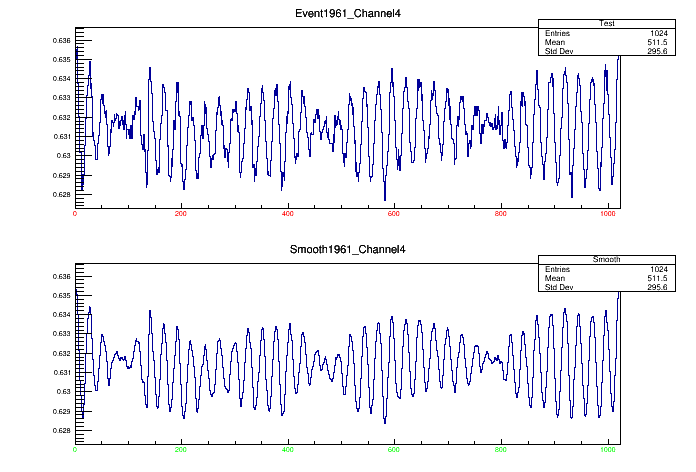 Event1961_Channel4
Test
Entries 1024
Mean 511.5
Std Dev 295.6
0.636
0.635
0.634
0.633
0.632
0.631
0.63
0.629
0.628
0 200 400 600 800 1000
Smooth1961_Channel4
Smooth
Entries 1024
Mean 511.5
Std Dev 295.6
0.636
0.635
0.634
0.633
0.632
0.631
0.63
0.629
0.628
0 200 400 600 800 1000